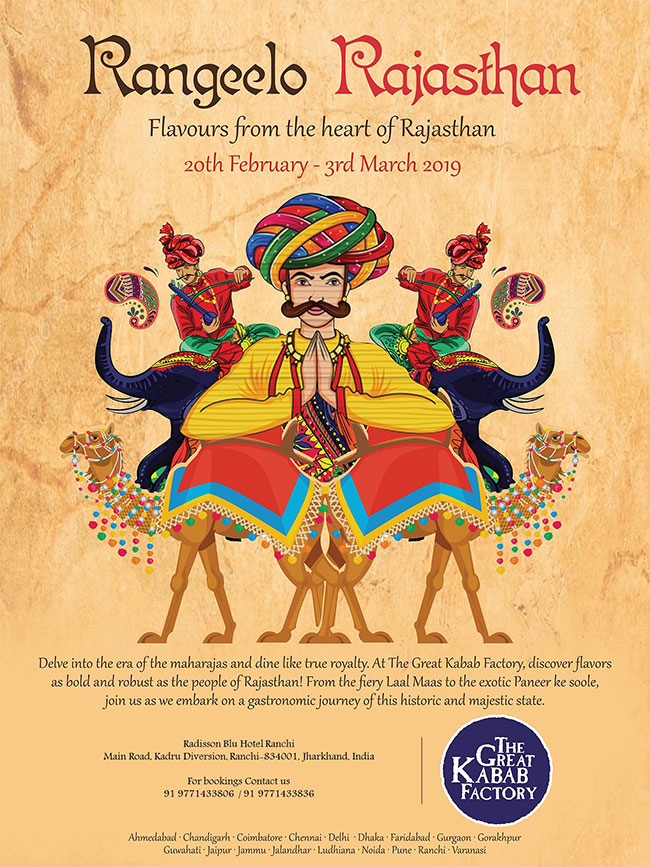 Rangeelo Rajasthan
Flavours from the heart of Rajasthan
20th February - 3rd March 2019
Delve into the era of the maharajas and dine like true royalty. At The Great Kabab Factory, discover flavors
as bold and robust as the people of Rajasthan! From the fiery Laal Maas to the exotic Paneer ke soole,
join us as we embark on a gastronomic journey of this historic and majestic state.
Radisson Blu Hotel Ranchi
Main Road, Kadru Diversion, Ranchi-834001, Jharkhand, India
For bookings Contact us
91 9771433806 / 91 9771433836
THE
GREAT
KABAB
FACTORY
Ahmedabad · Chandigarh · Coimbatore · Chennai · Delhi · Dhaka · Faridabad · Gurgaon · Gorakhpur
Guwahati · Jaipur · Jammu · Jalandhar · Ludhiana · Noida · Pune · Ranchi · Varanasi